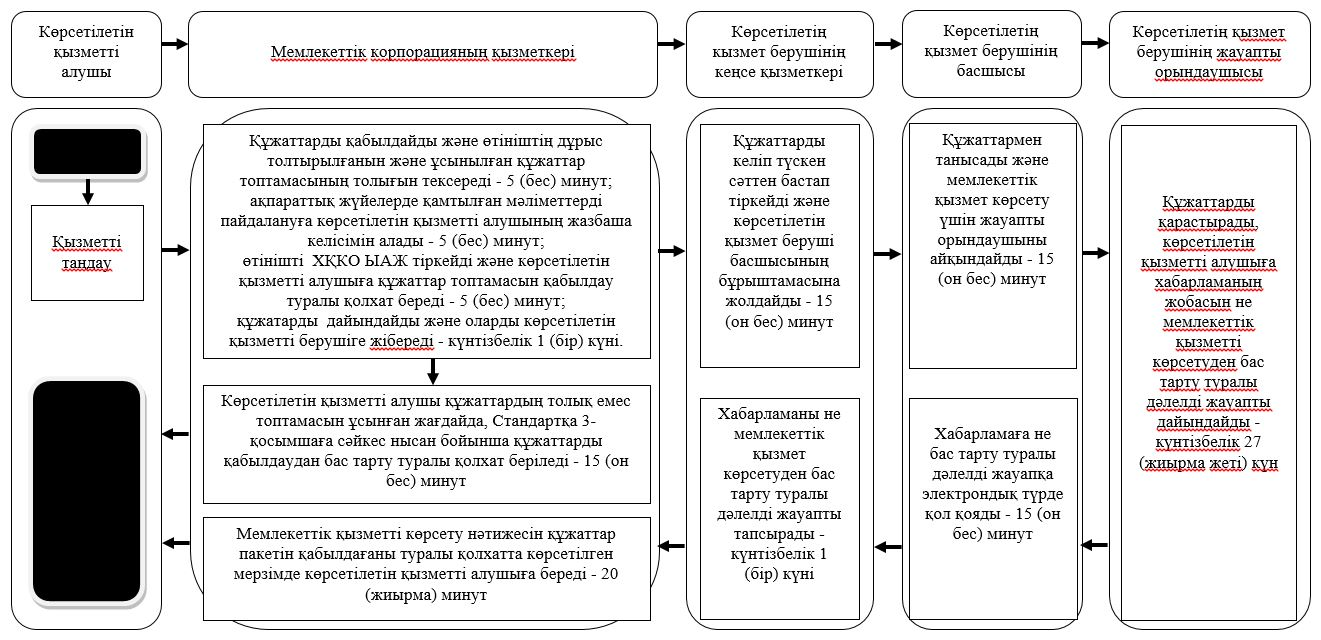 Көрсетілетін
қызметті
алушы
Мемлекеттік корпорацияның қызметкері
Көрсетілетің
кызмет берушінің
кеңсе қызметкері
Көрсетілетің
қызмет берушінің
басшысы
Көрсетілетің қызмет
берушінің жауапты
орындаушысы
Қызметті
таңдау
Құжаттарды қабылдайды және өтініштің дұрыс
толтырылғанын және ұсынылған құжаттар
топтамасының толығын тексереді - 5 (бес) минут;
ақпараттық жүйелерде қамтылған мәліметтерді
пайдалануға көрсетілетін қызметті алушының жазбаша
келісімін алады - 5 (бес) минут;
өтінішті  ХҚКО ЫАЖ тіркейді және көрсетілетін
қызметті алушыға құжаттар топтамасын қабылдау
туралы қолхат береді - 5 (бес) минут;
құжатарды  дайындайды және оларды көрсетілетін
қызметті берушіге жібереді - күнтізбелік 1 (бір) күні.
Көрсетілетін қызметті алушы құжаттардың толық емес
топтамасын ұсынған жағдайда, Стандартқа 3-
қосымшаға сәйкес нысан бойынша құжаттарды
қабылдаудан бас тарту туралы қолхат беріледі - 15 (он
бес) минут
Мемлекеттік қызметті көрсету нәтижесін құжаттар
пакетін қабылдағаны туралы қолхатта көрсетілген
мерзімде көрсетілетін қызметті алушыға береді - 20
(жиырма) минут
Құжаттарды
келіп түскен
сәттен бастап
тіркейді және
көрсетілетін
қызмет беруші
басшысының
бұрыштамасына
жолдайды - 15
(он бес) минут
Хабарламаны не
мемлекеттік
қызмет
көрсетуден бас
тарту туралы
дәлелді жауапты
тапсырады -
күнтізбелік 1
(бір) күні
Құжаттармен
танысады және
мемлекеттік
қызмет көрсету
үшін жауапты
орындаушыны
айқындайды - 15
(он бес) минут
Хабарламаға не
бас тарту туралы
дәлелді жауапқа
электрондық түрде
қол қояды - 15 (он
бес) минут
Құжаттарды
қарастырады,
көрсетілетін
қызметті алушыға
хабарламаның
жобасын не
мемлекеттік
қызметті
көрсетуден бас
тарту туралы
дәлелді жауапты
дайындайды -
күнтізбелік 27
(жиырма жеті) күн